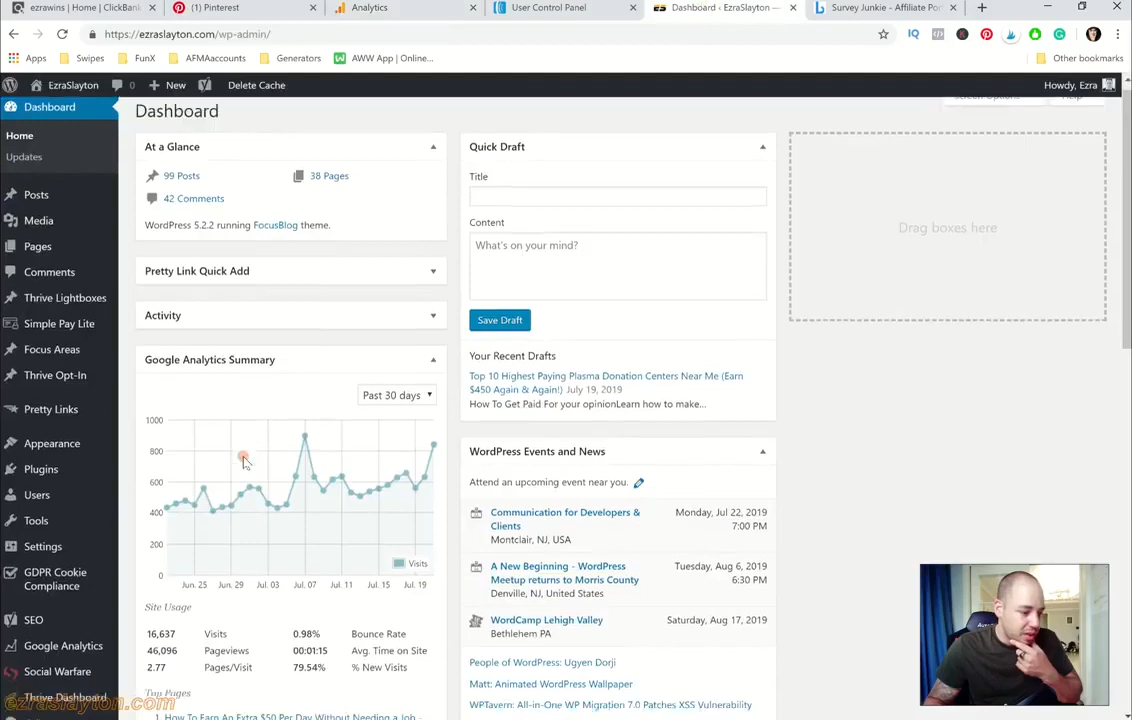 ezrawins | Home | ClickBank
(1) Pinterest
Analytics
User Control Panel
Dashboard ‹ EzraSlayton —
Survey Junkie - Affiliate Por
https://ezraslayton.com/wp-admin/
Apps
Swipes
FunX
AFMAaccounts
Generators
AWW App | Online...
Other bookmarks
EzraSlayton
0
New
Delete Cache
Howdy, Ezra
Dashboard
Home
Updates
Posts
Media
Pages
Comments
Thrive Lightboxes
Simple Pay Lite
Focus Areas
Thrive Opt-In
Pretty Links
Appearance
Plugins
Users
Tools
Settings
GDPR Cookie
Compliance
SEO
Google Analytics
Social Warfare
Thrive Dashboard
ezraslayton.com
Dashboard
Screen Options
Help
At a Glance
99 Posts
38 Pages
42 Comments
WordPress 5.2.2 running FocusBlog theme.
Pretty Link Quick Add
Activity
Google Analytics Summary
Past 30 days
1000
800
600
400
200
0
Jun. 25
Jun. 29
Jul. 03
Jul. 07
Jul. 11
Jul. 15
Jul. 19
Visits
Site Usage
16,637 Visits 0.98% Bounce Rate
46,096 Pageviews 00:01:15 Avg. Time on Site
2.77 Pages/Visit 79.54% % New Visits
Top Pages
1. How To Earn An Extra $50 Per Day Without Needing a Job -
Quick Draft
Title
Content
What's on your mind?
Save Draft
Your Recent Drafts
Top 10 Highest Paying Plasma Donation Centers Near Me (Earn
$450 Again & Again!) July 19, 2019
How To Get Paid For your opinionLearn how to make...
WordPress Events and News
Attend an upcoming event near you.
Communication for Developers & Monday, Jul 22, 2019
Clients 7:00 PM
Montclair, NJ, USA
A New Beginning - WordPress Tuesday, Aug 6, 2019
Meetup returns to Morris County 6:30 PM
Denville, NJ, United States
WordCamp Lehigh Valley Saturday, Aug 17, 2019
Bethlehem PA
People of WordPress: Ugyen Dorji
Matt: Animated WordPress Wallpaper
WPTavern: All-in-One WP Migration 7.0 Patches XSS Vulnerability
Drag boxes here